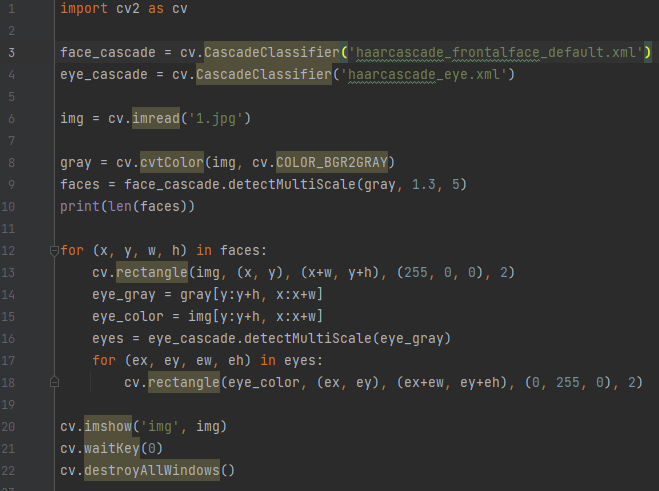 1 import cv2 as cv
2
3 face_cascade = cv.CascadeClassifier('haarcascade_frontalface_default.xml')
4 eye_cascade = cv.CascadeClassifier('haarcascade_eye.xml')
5
6 img = cv.imread('1.jpg')
7
8 gray = cv.cvtColor(img, cv.COLOR_BGR2GRAY)
9 faces = face_cascade.detectMultiScale(gray, 1.3, 5)
10 print(len(faces))
11
12 for (x, y, w, h) in faces:
13     cv.rectangle(img, (x, y), (x+w, y+h), (255, 0, 0), 2)
14     eye_gray = gray[y:y+h, x:x+w]
15     eye_color = img[y:y+h, x:x+w]
16     eyes = eye_cascade.detectMultiScale(eye_gray)
17     for (ex, ey, ew, eh) in eyes:
18         cv.rectangle(eye_color, (ex, ey), (ex+ew, ey+eh), (0, 255, 0), 2)
19
20 cv.imshow('img', img)
21 cv.waitKey(0)
22 cv.destroyAllWindows()